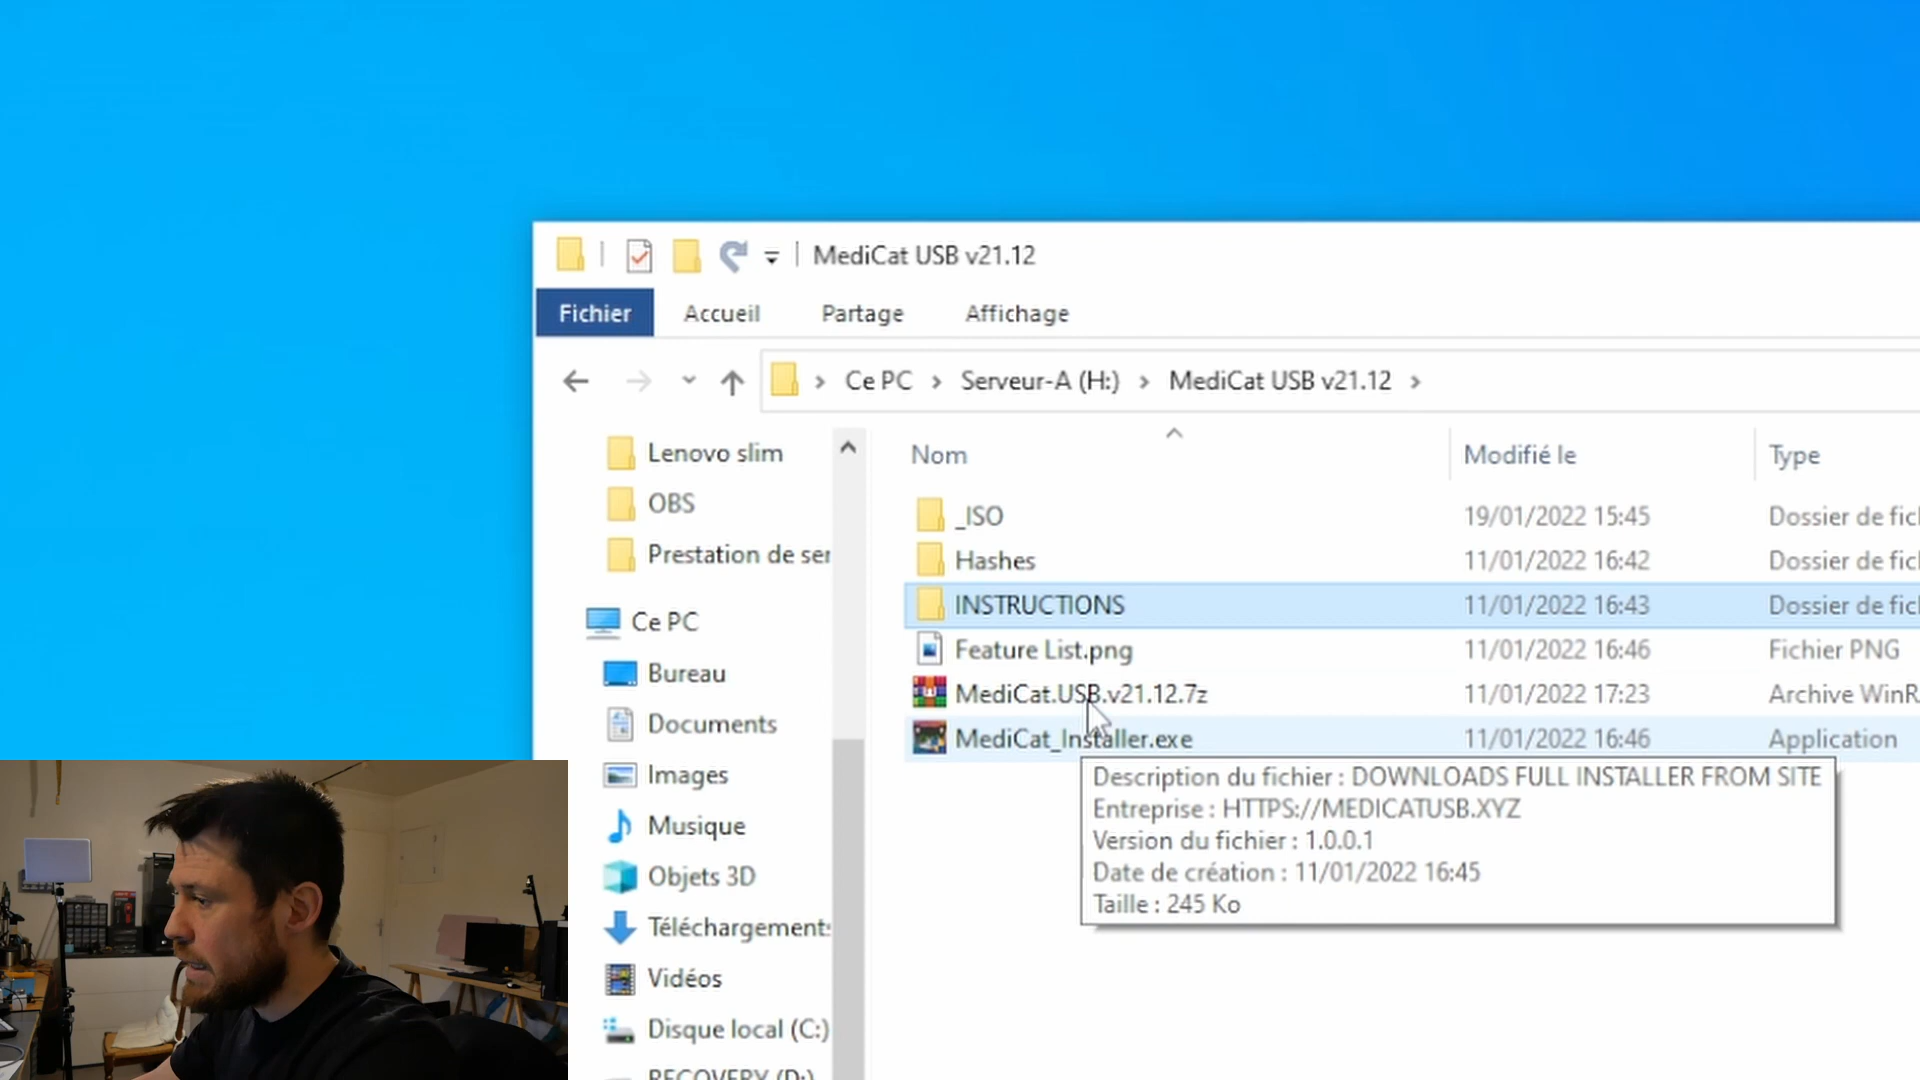 MediCat USB v21.12
Fichier Accueil Partage Affichage
Ce PC Serveur-A (H:) MediCat USB v21.12
Nom Modifié le Type
Lenovo slim
OBS
Prestation de ser
Ce PC
Bureau
Documents
Images
Musique
Objets 3D
Téléchargements
Vidéos
Disque local (C:)
RECOVERY (D:)
_ISO 19/01/2022 15:45 Dossier de fic
Hashes 11/01/2022 16:42 Dossier de fic
INSTRUCTIONS 11/01/2022 16:43 Dossier de fic
Feature List.png 11/01/2022 16:46 Fichier PNG
MediCat.USB.v21.12.7z 11/01/2022 17:23 Archive WinR
MediCat_Installer.exe 11/01/2022 16:46 Application
Description du fichier : DOWNLOADS FULL INSTALLER FROM SITE
Entreprise : HTTPS://MEDICATUSB.XYZ
Version du fichier : 1.0.0.1
Date de création : 11/01/2022 16:45
Taille : 245 Ko